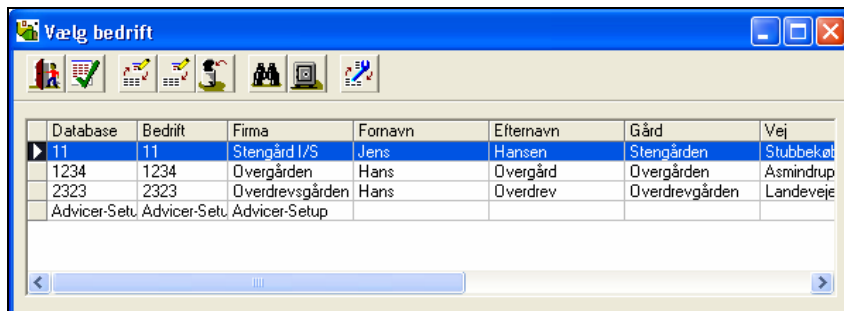 Vælg bedrift
Database Bedrift Firma Fornavn Efternavn Gård Vej
11 11 Stengård I/S Jens Hansen Stengården Stubbekøb
1234 1234 Overgården Hans Overgård Overgården Asmindrup
2323 2323 Overdrevsgården Hans Overdrev Overdrevgården Landeveje
Advicer-Setu Advicer-Setu Advicer-Setup